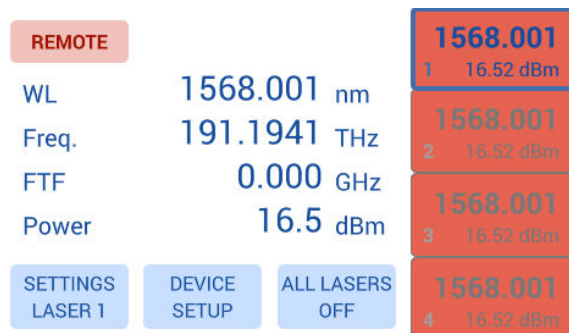 REMOTE
WL 1568.001 nm
Freq. 191.1941 THz
FTF 0.000 GHz
Power 16.5 dBm
SETTINGS
LASER 1
DEVICE
SETUP
ALL LASERS
OFF
1568.001
1 16.52 dBm
1568.001
2 16.52 dBm
1568.001
3 16.52 dBm
1568.001
4 16.52 dBm